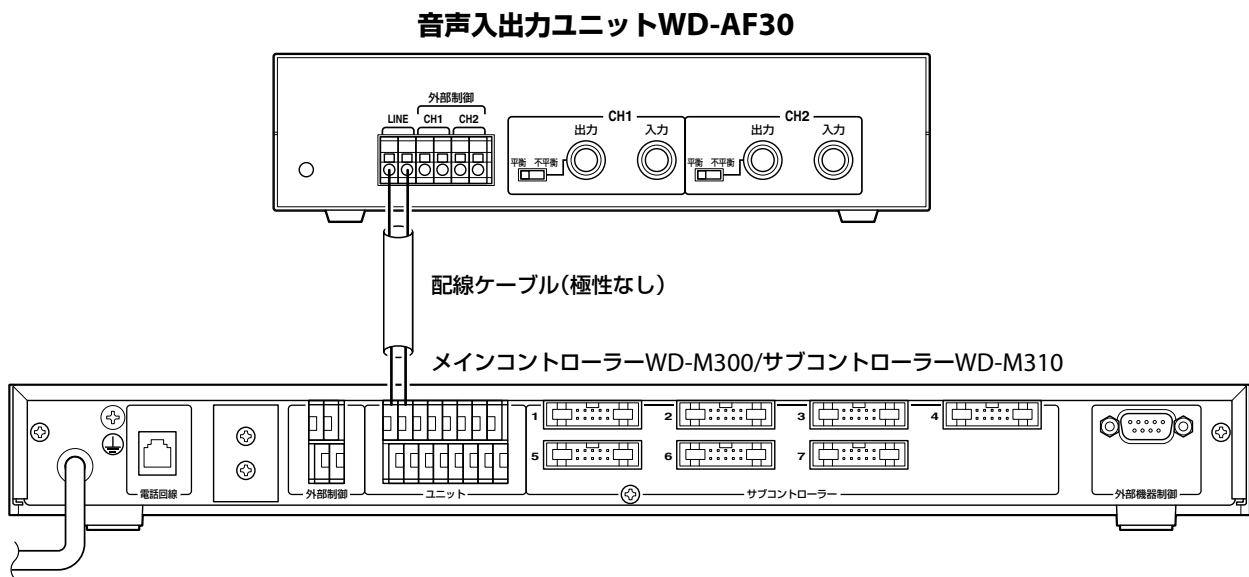 音声入出力ユニットWD-AF30
外部制御
LINE CH1 CH2
CH1
出力 入力
平衡 不平衡
CH2
出力 入力
平衡 不平衡
配線ケーブル（極性なし）
メインコントローラーWD-M300/サブコントローラーWD-M310
1 2 3 4
5 6 7
電話回線 外部制御 ユニット サブコントローラー 外部機器制御